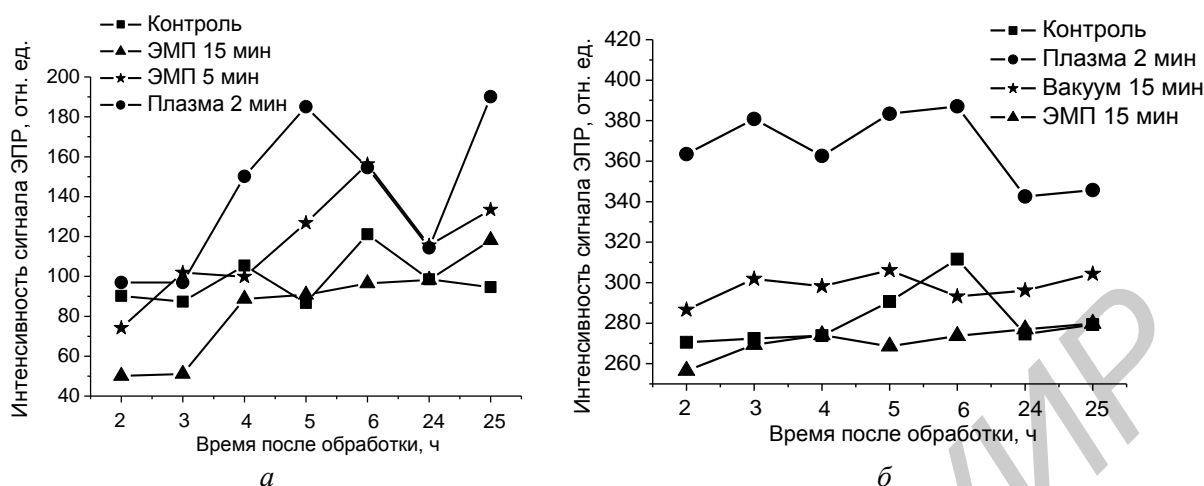 Контроль
ЭМП 15 мин
ЭМП 5 мин
Плазма 2 мин
Интенсивность сигнала ЭПР, отн. ед.
200
180
160
140
120
100
80
60
40
2 3 4 5 6 24 25
Время после обработки, ч
а
Контроль
Плазма 2 мин
Вакуум 15 мин
ЭМП 15 мин
Интенсивность сигнала ЭПР, отн. ед.
420
400
380
360
340
320
300
280
260
2 3 4 5 6 24 25
Время после обработки, ч
б